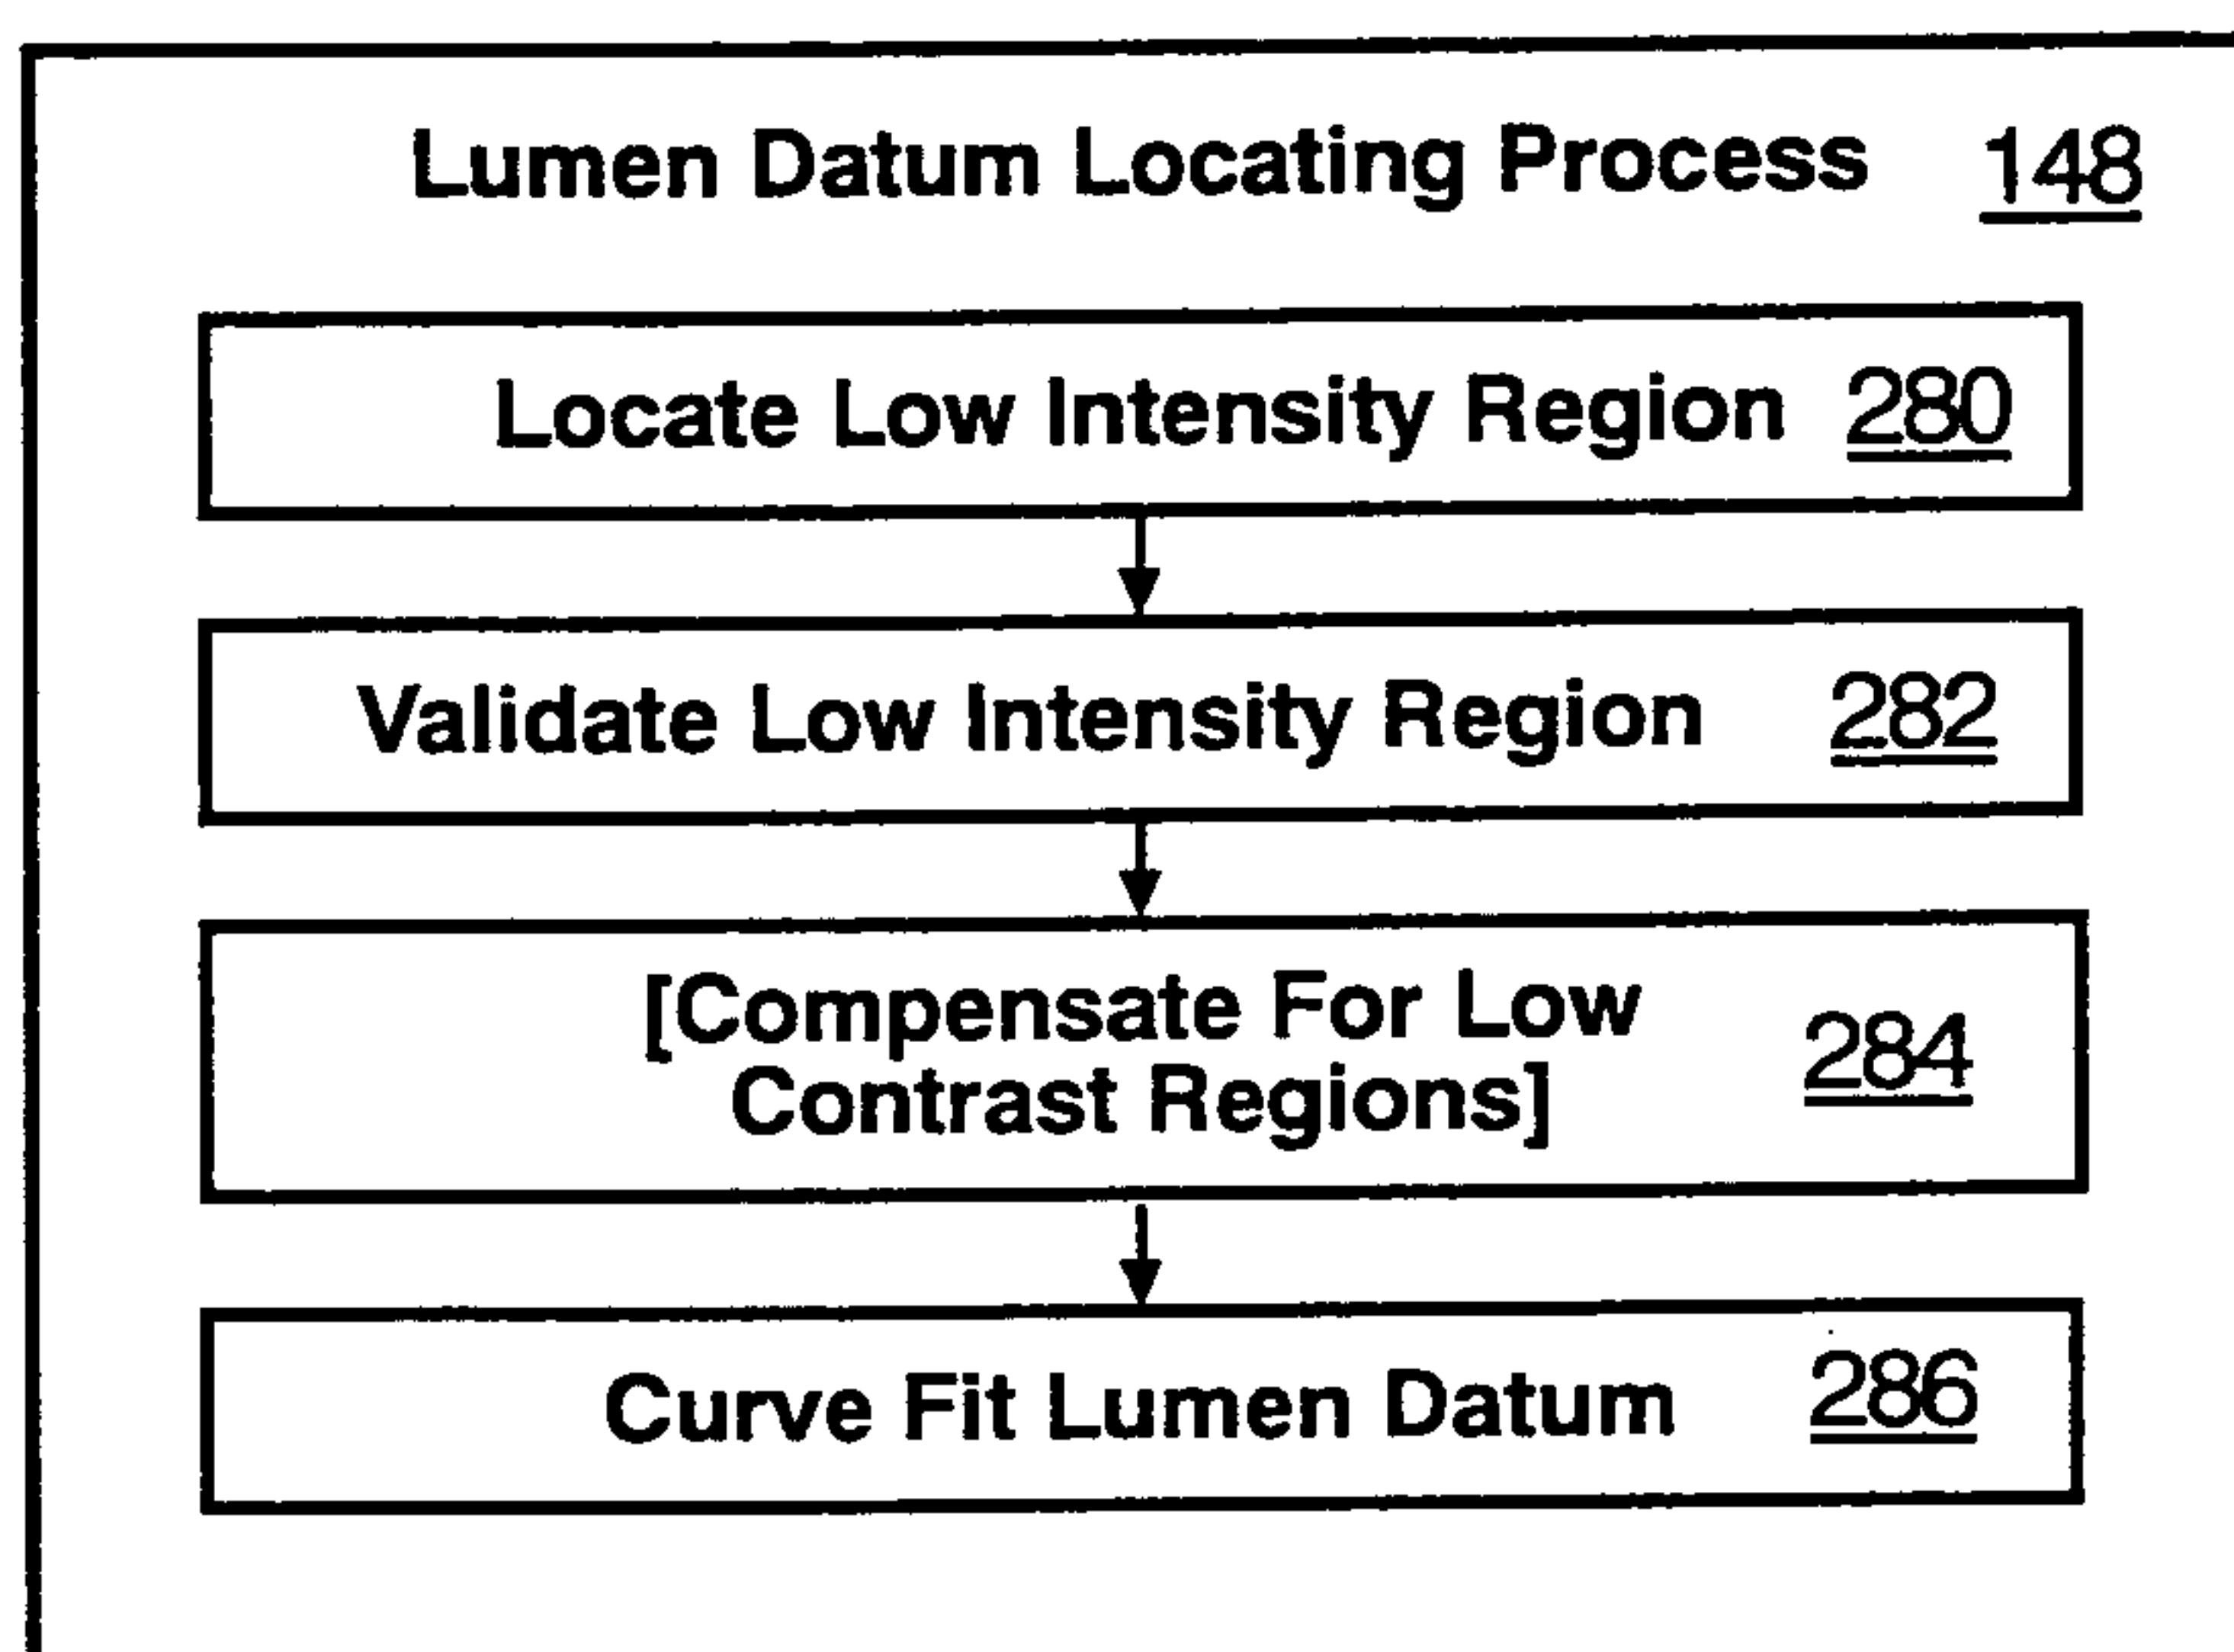 Lumen Datum Locating Process 148
Locate Low Intensity Region 280
Validate Low Intensity Region 282
[Compensate For Low
Contrast Regions] 284
Curve Fit Lumen Datum 286